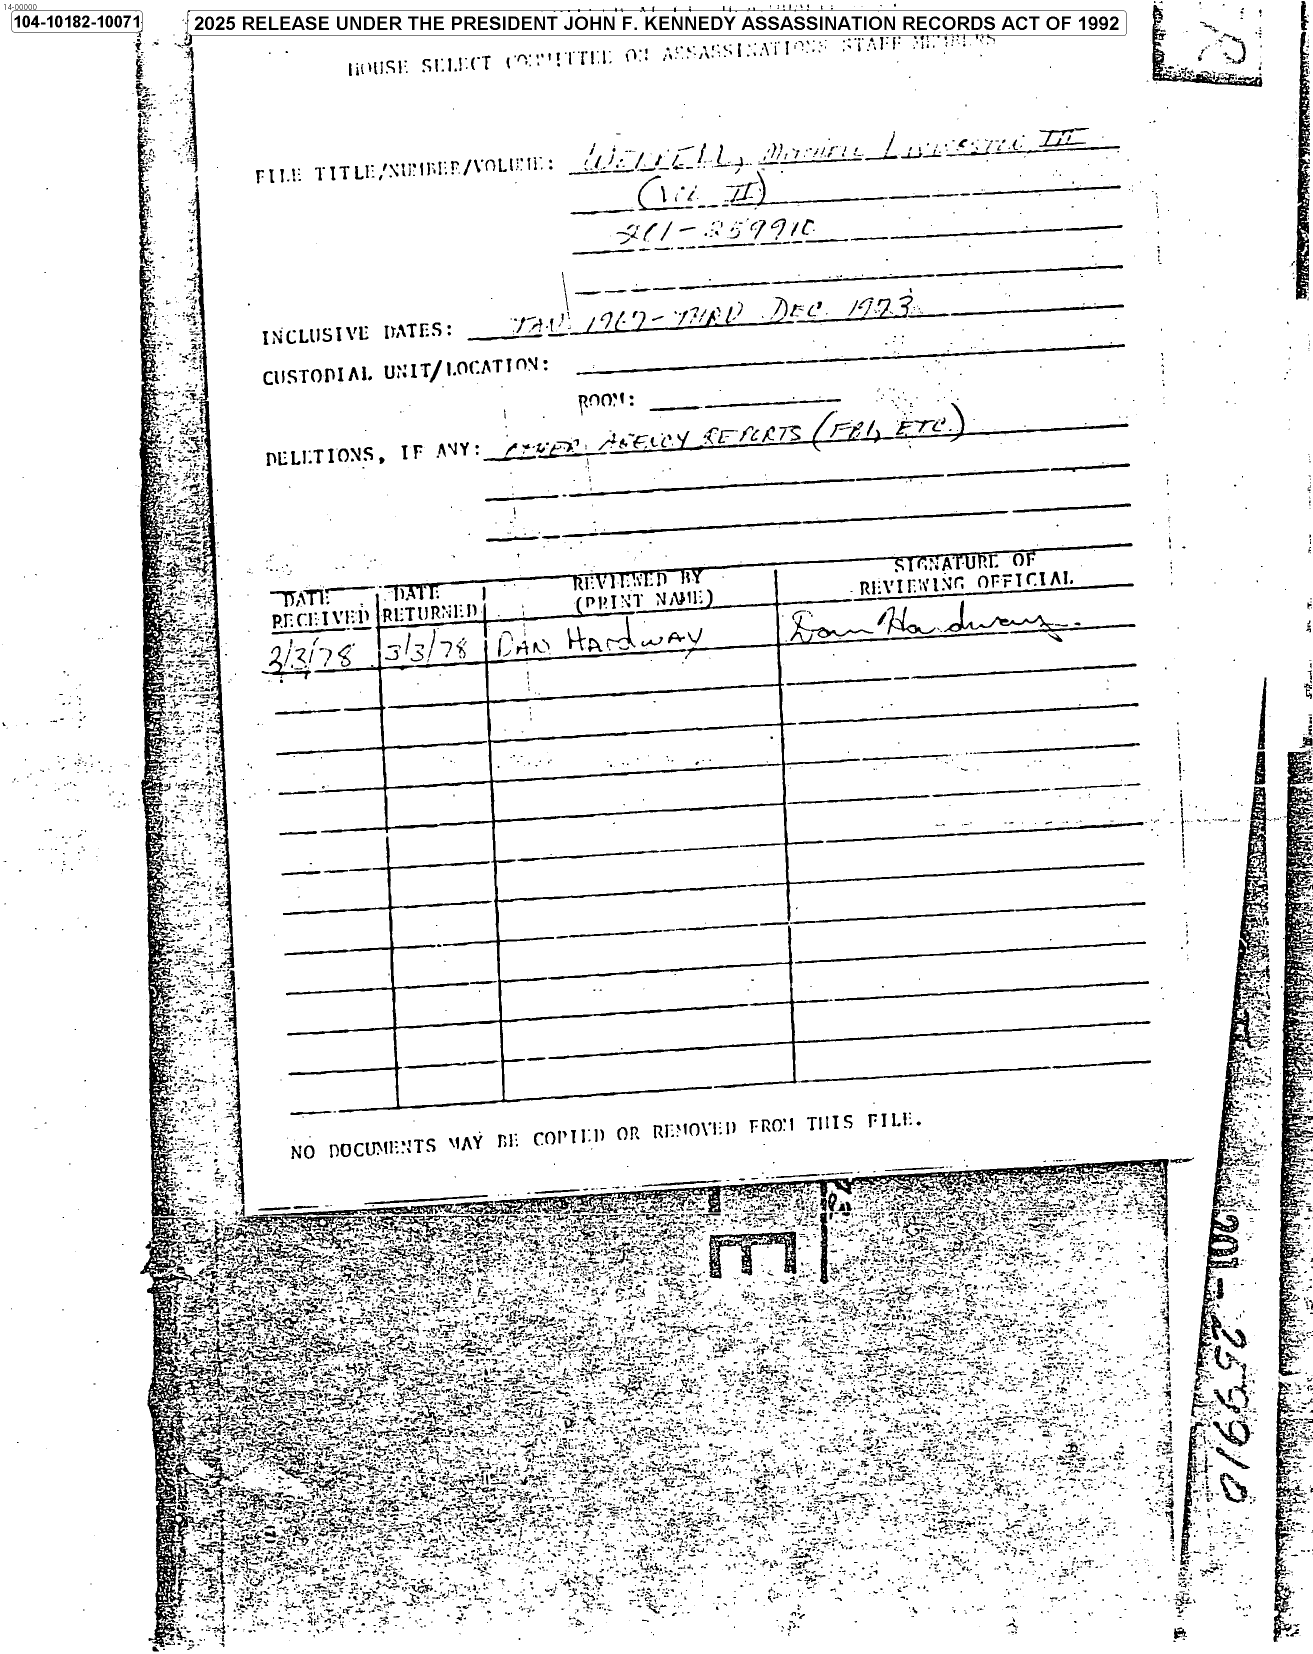 14-00000
104-10182-10071
2025 RELEASE UNDER THE PRESIDENT JOHN F. KENNEDY ASSASSINATION RECORDS ACT OF 1992
HOUSE SELECT COMMITTEE ON ASSASSINATIONS STAFF MEMBERS
FILE TITLE/NUMBER/VOLUME: WERBELL, Mitchell Livingston III
(Vol II)
201-259910
INCLUSIVE DATES: JAN 1967 - THRU DEC. 1973
CUSTODIAL UNIT/LOCATION:
ROOM:
DELETIONS, IF ANY: OTHER AGENCY REPORTS (FBI, ETC.)
DATE RECEIVED
DATE RETURNED
REVIEWED BY (PRINT NAME)
SIGNATURE OF REVIEWING OFFICIAL
3/3/78 3/3/78 DAN HARDWAY Dan Hardway
NO DOCUMENTS MAY BE COPIED OR REMOVED FROM THIS FILE.
E
201-259910